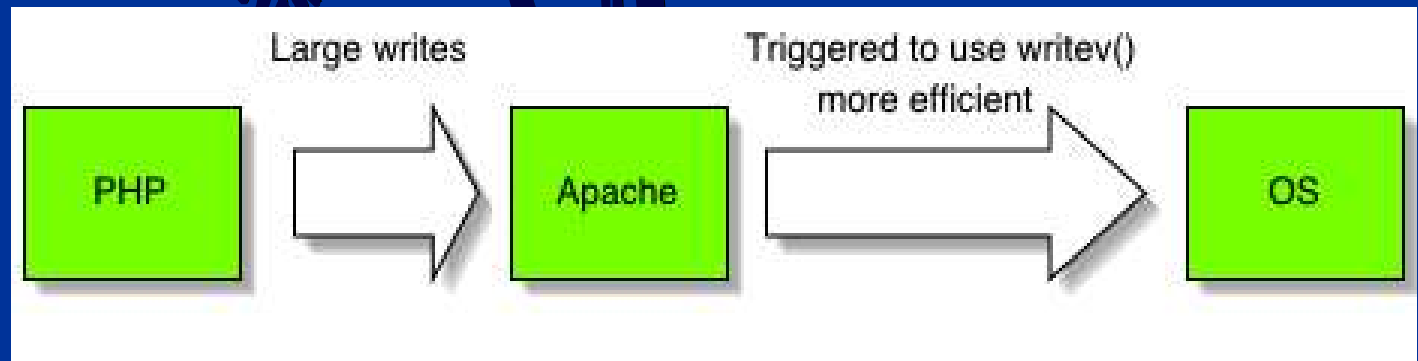 Large writes
Triggered to use writev()
more efficient
PHP
Apache
OS